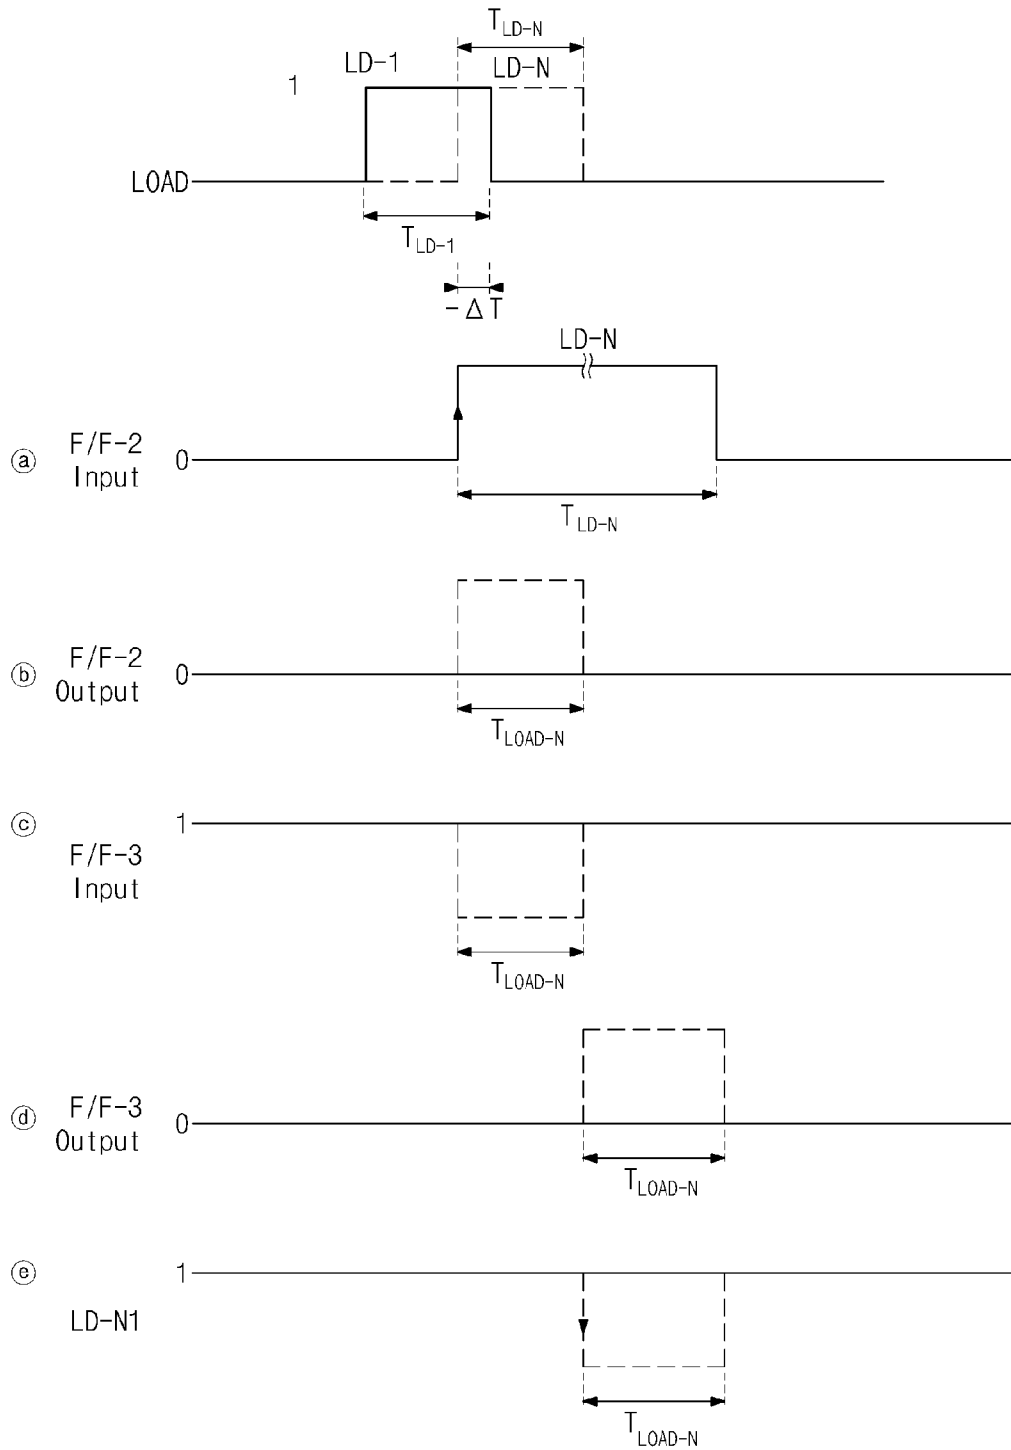 T_LD-N
LD-1
LD-N
1
LOAD
T_LD-1
-ΔT
LD-N
ⓐ F/F-2 Input 0
T_LD-N
ⓑ F/F-2 Output 0
T_LOAD-N
ⓒ 1
F/F-3 Input
T_LOAD-N
ⓓ F/F-3 Output 0
T_LOAD-N
ⓔ 1
LD-N1
T_LOAD-N